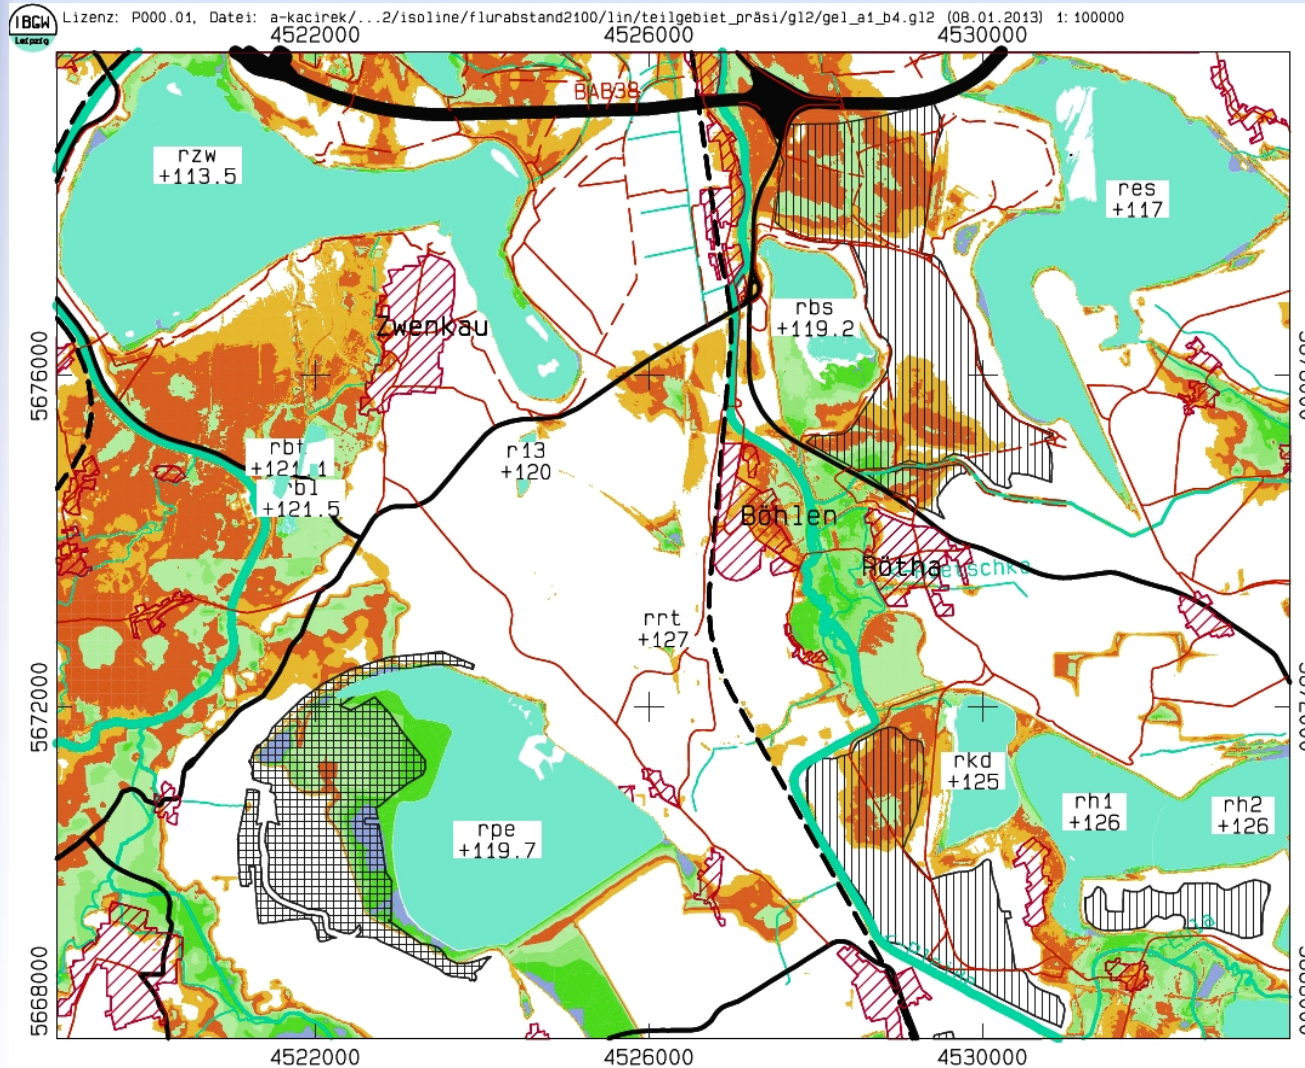 IBGW
Leipzig
Lizenz: P000.01, Datei: a-kacirek/...2/isoline/flurabstand2100/lin/teilgebiet_präsi/gl2/gel_a1_b4.gl2 (08.01.2013) 1:100000
4522000 4526000 4530000
BAB38
rzw
+113.5
res
+117
rbs
+119.2
Zwenkau
5676000
r13
+120
+121.1
rbl
+121.5
Böhlen
Rötha
rrt
+127
5672000
rkd
+125
rh1
+126
rh2
+126
rpe
+119.7
5668000
4522000 4526000 4530000